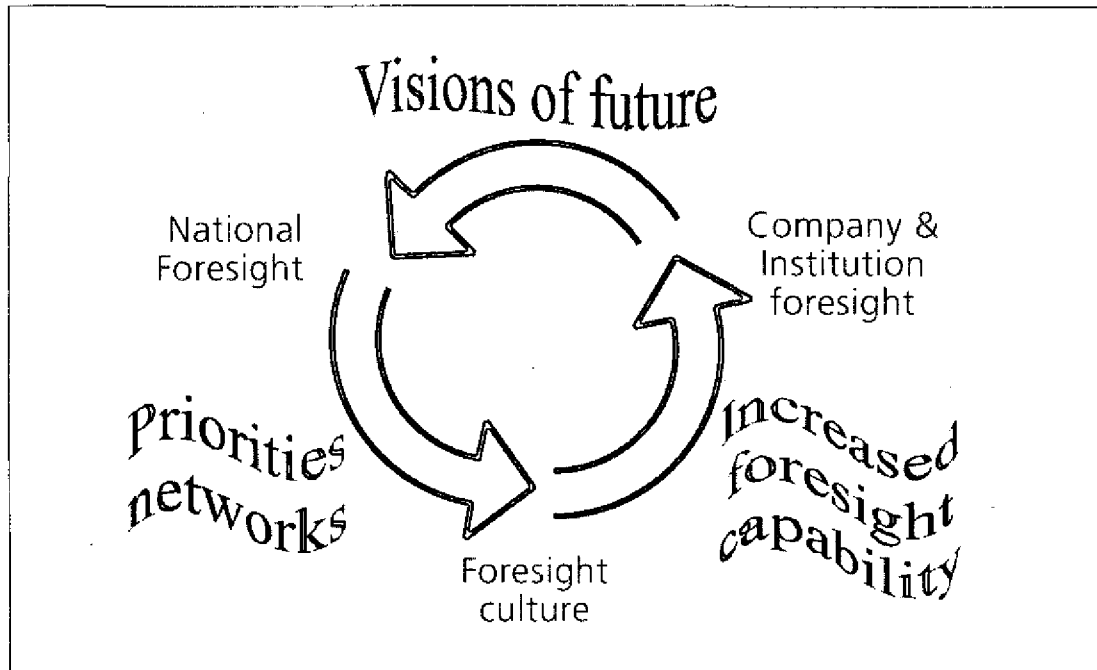 Visions of future
National
Foresight
Company &
Institution
foresight
Priorities
networks
Increased
foresight
capability
Foresight
culture